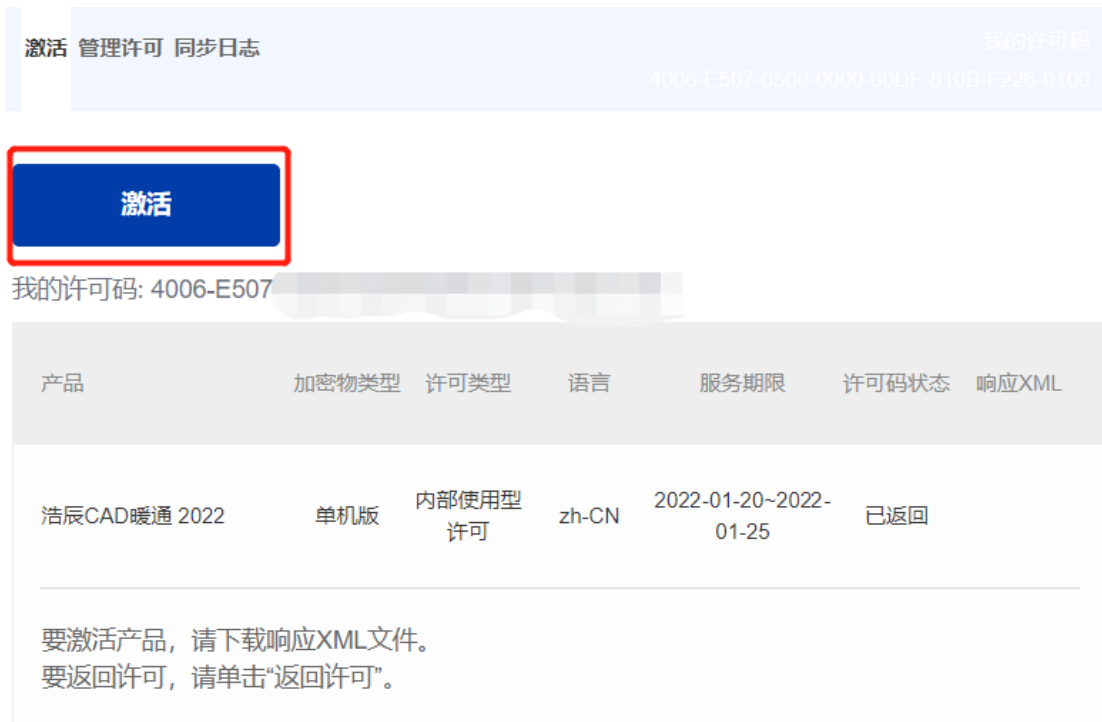 激活 管理许可 同步日志
我的许可码
4006-E507-0500-0000-60DF-810B-F226-0100
激活
我的许可码: 4006-E507
产品 加密物类型 许可类型 语言 服务期限 许可码状态 响应XML
浩辰CAD暖通 2022 单机版 内部使用型 zh-CN 2022-01-20~2022- 已返回
许可 01-25
要激活产品，请下载响应XML文件。
要返回许可，请单击“返回许可”。